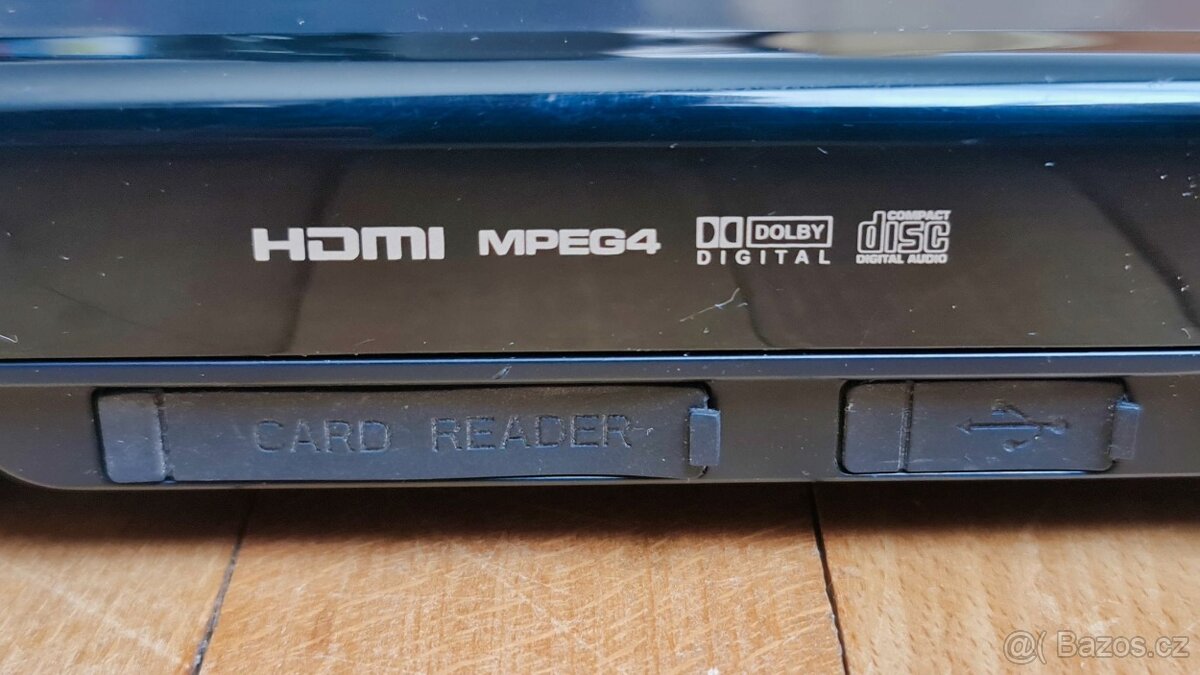 HDMI MPEG4 DOLBY DIGITAL COMPACT disc DIGITAL AUDIO
CARD READER
@( Bazos.cz